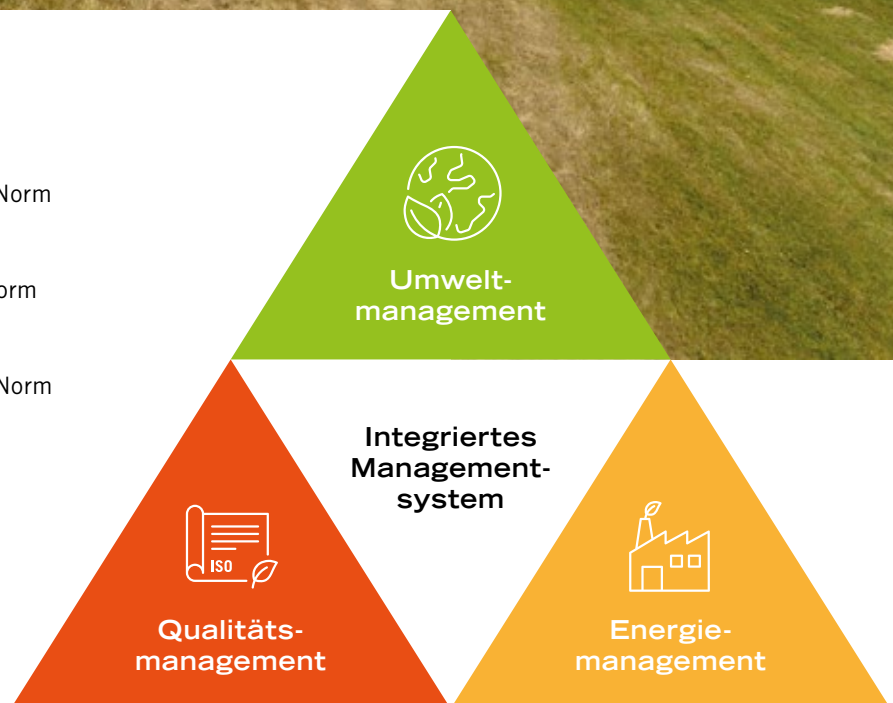 Norm
orm
Norm
Umwelt-
management
Integriertes
Management-
system
ISO
Qualitäts-
management
Energie-
management